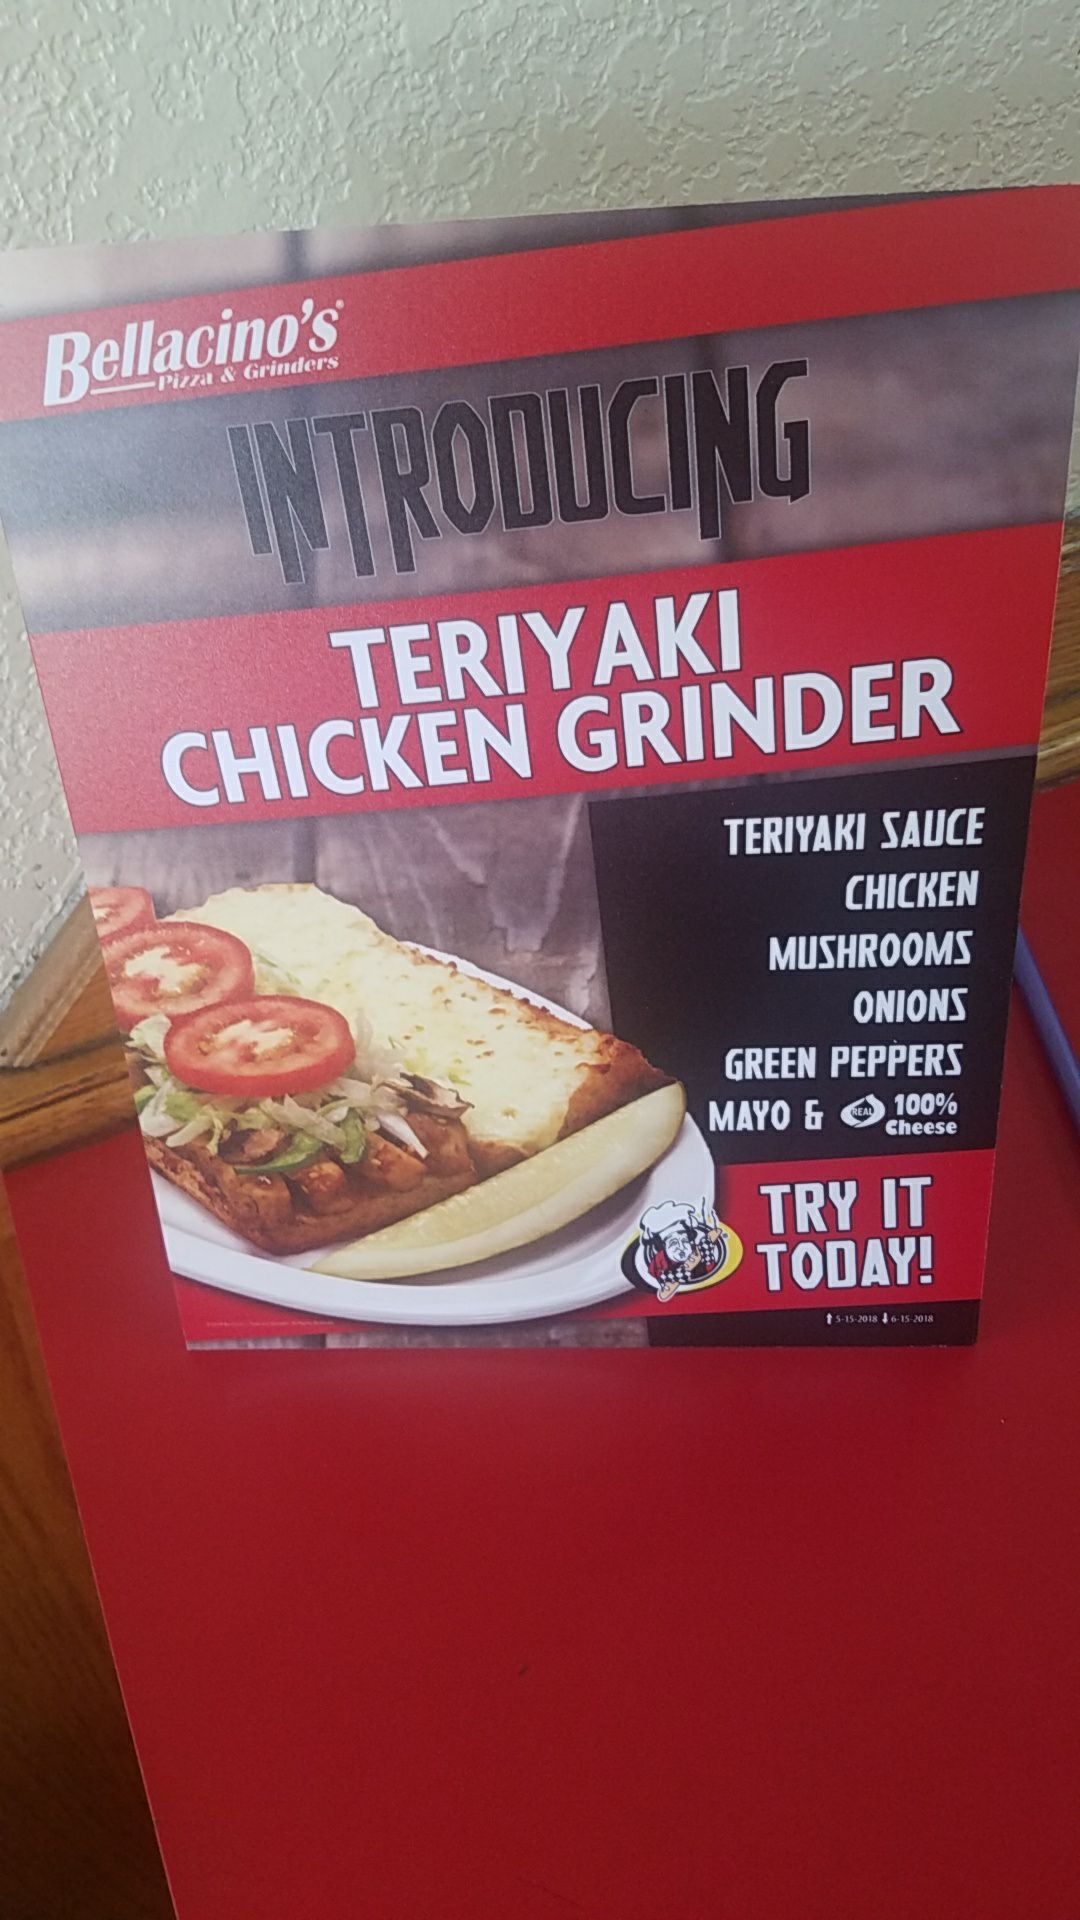 Bellacino's®
Pizza & Grinders
INTRODUCING
TERIYAKI
CHICKEN GRINDER
TERIYAKI SAUCE
CHICKEN
MUSHROOMS
ONIONS
GREEN PEPPERS
MAYO & REAL 100% Cheese
TRY IT
TODAY!
⬆ 5-15-2018 ⬇ 6-15-2018